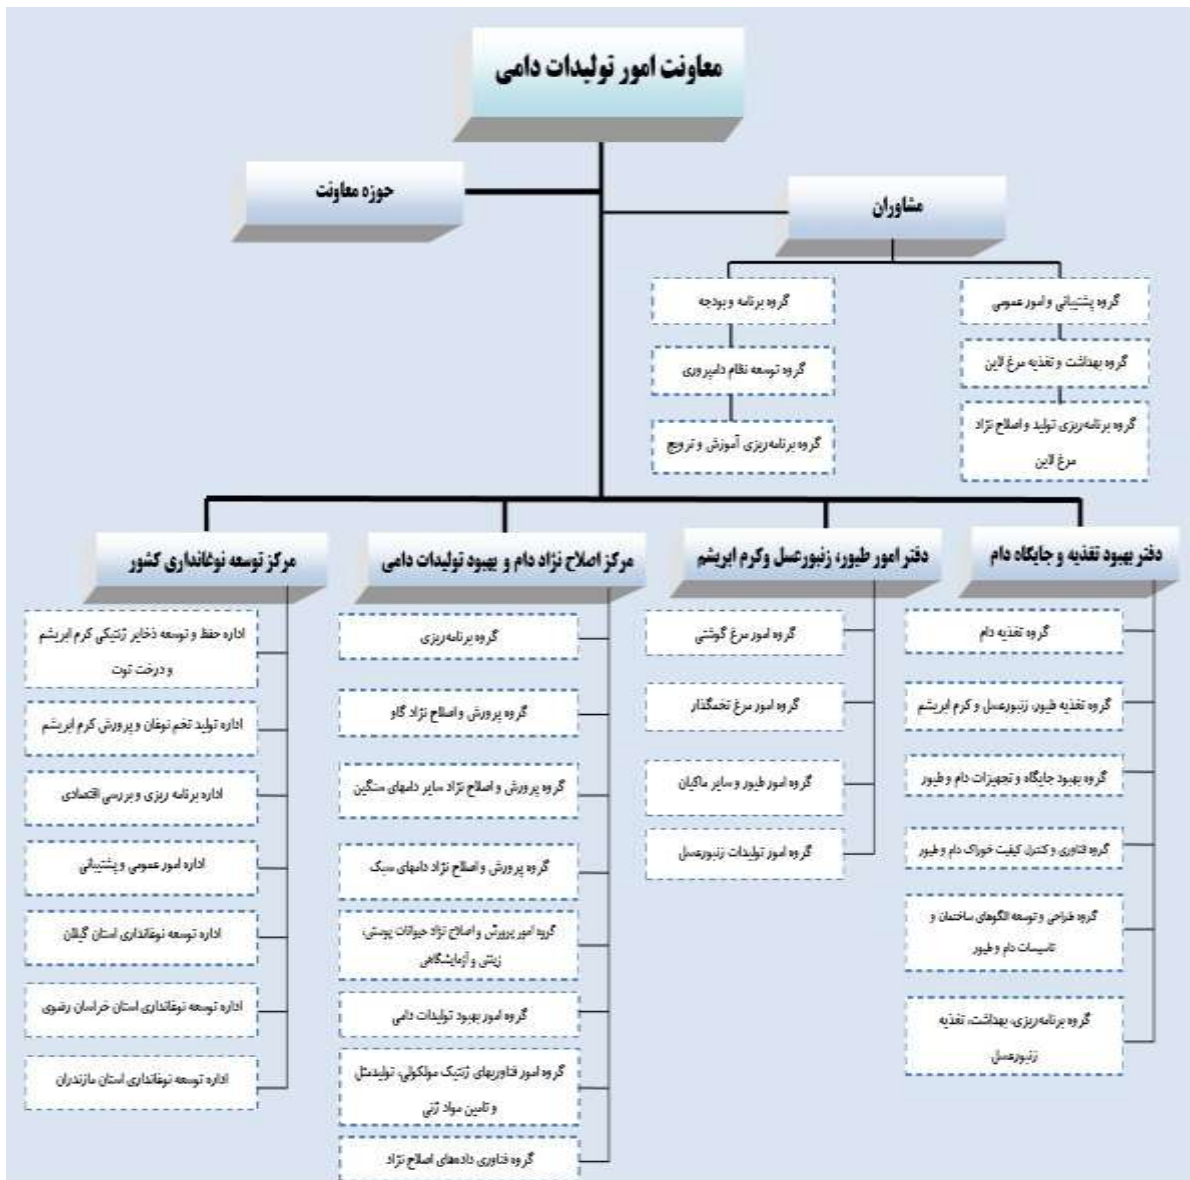 معاونت امور تولیدات دامی
حوزه معاونت
مشاوران
گروه پشتیبانی و امور عمومی
گروه بهداشت و تغذیه مرغ لاین
گروه برنامه‌ریزی تولید و اصلاح نژاد
مرغ لاین
گروه برنامه و بودجه
گروه توسعه نظام دامپروری
گروه برنامه‌ریزی آموزش و ترویج
دفتر بهبود تغذیه و جایگاه دام
گروه تغذیه دام
گروه تغذیه طیور، زنبورعسل و کرم ابریشم
گروه بهبود جایگاه و تجهیزات دام و طیور
گروه فناوری و کنترل کیفیت خوراک دام و طیور
گروه طراحی و توسعه الگوهای ساختمان و
تاسیسات دام و طیور
گروه برنامه‌ریزی، بهداشت، تغذیه
زنبورعسل
دفتر امور طیور، زنبورعسل وکرم ابریشم
گروه امور مرغ گوشتی
گروه امور مرغ تخمگذار
گروه امور طیور و سایر ماکیان
گروه امور تولیدات زنبورعسل
مرکز اصلاح نژاد دام و بهبود تولیدات دامی
گروه برنامه‌ریزی
گروه پرورش و اصلاح نژاد گاو
گروه پرورش و اصلاح نژاد سایر دامهای سنگین
گروه پرورش و اصلاح نژاد دامهای سبک
گروه امور پرورش و اصلاح نژاد حیوانات پوستی،
زینتی و آزمایشگاهی
گروه امور بهبود تولیدات دامی
گروه امور فناوریهای ژنتیک مولکولی، تولیدمثل
و تامین مواد ژنی
گروه فناوری داده‌های اصلاح نژاد
مرکز توسعه نوغانداری کشور
اداره حفظ و توسعه ذخایر ژنتیکی کرم ابریشم
و درخت توت
اداره تولید تخم نوغان و پرورش کرم ابریشم
اداره برنامه ریزی و بررسی اقتصادی
اداره امور عمومی و پشتیبانی
اداره توسعه نوغانداری استان گیلان
اداره توسعه نوغانداری استان خراسان رضوی
اداره توسعه نوغانداری استان مازندران